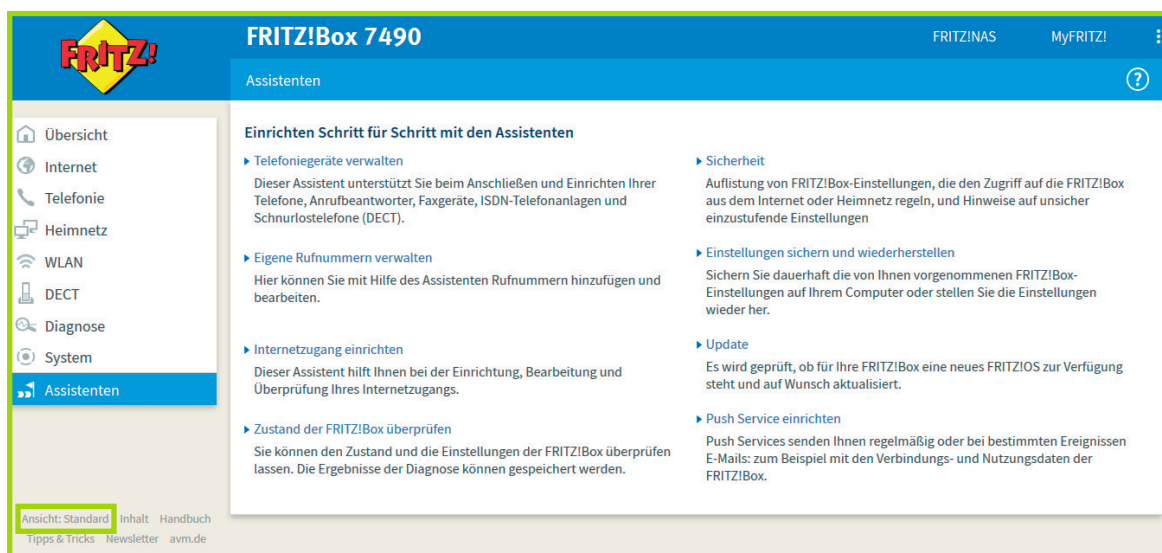 FRITZ!
FRITZ!Box 7490
FRITZ!NAS
MyFRITZ!
Assistenten
?
Übersicht
Internet
Telefonie
Heimnetz
WLAN
DECT
Diagnose
System
Assistenten
Ansicht: Standard Inhalt Handbuch
Tipps & Tricks Newsletter avm.de
Einrichten Schritt für Schritt mit den Assistenten
Telefoniegeräte verwalten
Dieser Assistent unterstützt Sie beim Anschließen und Einrichten Ihrer
Telefone, Anrufbeantworter, Faxgeräte, ISDN-Telefonanlagen und
Schnurlostelefone (DECT).
Eigene Rufnummern verwalten
Hier können Sie mit Hilfe des Assistenten Rufnummern hinzufügen und
bearbeiten.
Internetzugang einrichten
Dieser Assistent hilft Ihnen bei der Einrichtung, Bearbeitung und
Überprüfung Ihres Internetzugangs.
Zustand der FRITZ!Box überprüfen
Sie können den Zustand und die Einstellungen der FRITZ!Box überprüfen
lassen. Die Ergebnisse der Diagnose können gespeichert werden.
Sicherheit
Auflistung von FRITZ!Box-Einstellungen, die den Zugriff auf die FRITZ!Box
aus dem Internet oder Heimnetz regeln, und Hinweise auf unsicher
einzustufende Einstellungen
Einstellungen sichern und wiederherstellen
Sichern Sie dauerhaft die von Ihnen vorgenommenen FRITZ!Box-
Einstellungen auf Ihrem Computer oder stellen Sie die Einstellungen
wieder her.
Update
Es wird geprüft, ob für Ihre FRITZ!Box eine neues FRITZ!OS zur Verfügung
steht und auf Wunsch aktualisiert.
Push Service einrichten
Push Services senden Ihnen regelmäßig oder bei bestimmten Ereignissen
E-Mails: zum Beispiel mit den Verbindungs- und Nutzungsdaten der
FRITZ!Box.